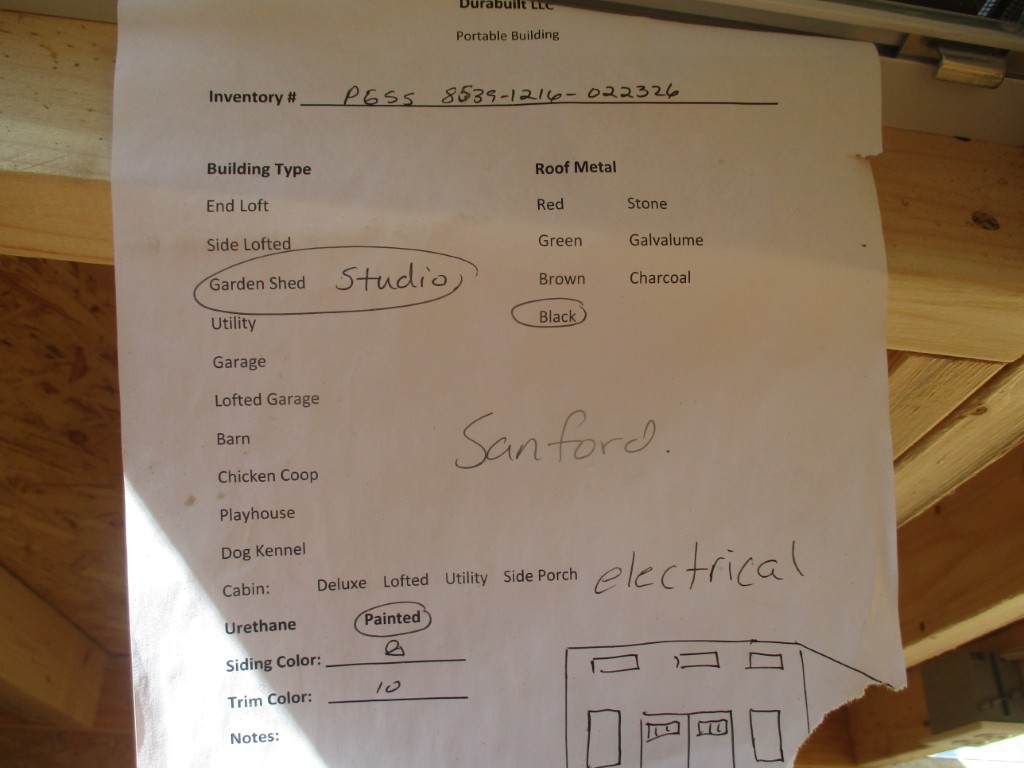 Durabuilt LLC
Portable Building
Inventory # PGSS 8539-1216-022326
Building Type Roof Metal
End Loft Red Stone
Side Lofted Green Galvalume
Garden Shed Studio Brown Charcoal
Utility Black
Garage
Lofted Garage
Barn Sanford.
Chicken Coop
Playhouse
Dog Kennel
Cabin: Deluxe Lofted Utility Side Porch electrical
Urethane Painted
Siding Color: 8
Trim Color: 10
Notes: